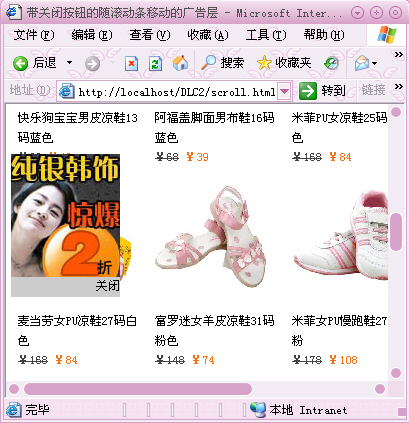 带关闭按钮的随滚动条移动的广告层 - Microsoft Inter...
文件(F) 编辑(E) 查看(V) 收藏(A) 工具(T) 帮助(H)
后退 搜索 收藏夹
地址(D) http://localhost/DLC2/scroll.html 转到 链接
快乐狗宝宝男皮凉鞋13码蓝色
阿福盖脚面男布鞋16码蓝色
米菲PU女凉鞋25码色
￥68 ￥39
￥168 ￥84
纯银韩饰
惊爆
2折
关闭
麦当劳女PU凉鞋27码白色
富罗迷女羊皮凉鞋31码粉色
米菲女PU慢跑鞋27粉
￥168 ￥84
￥148 ￥74
￥178 ￥108
完毕 本地 Intranet